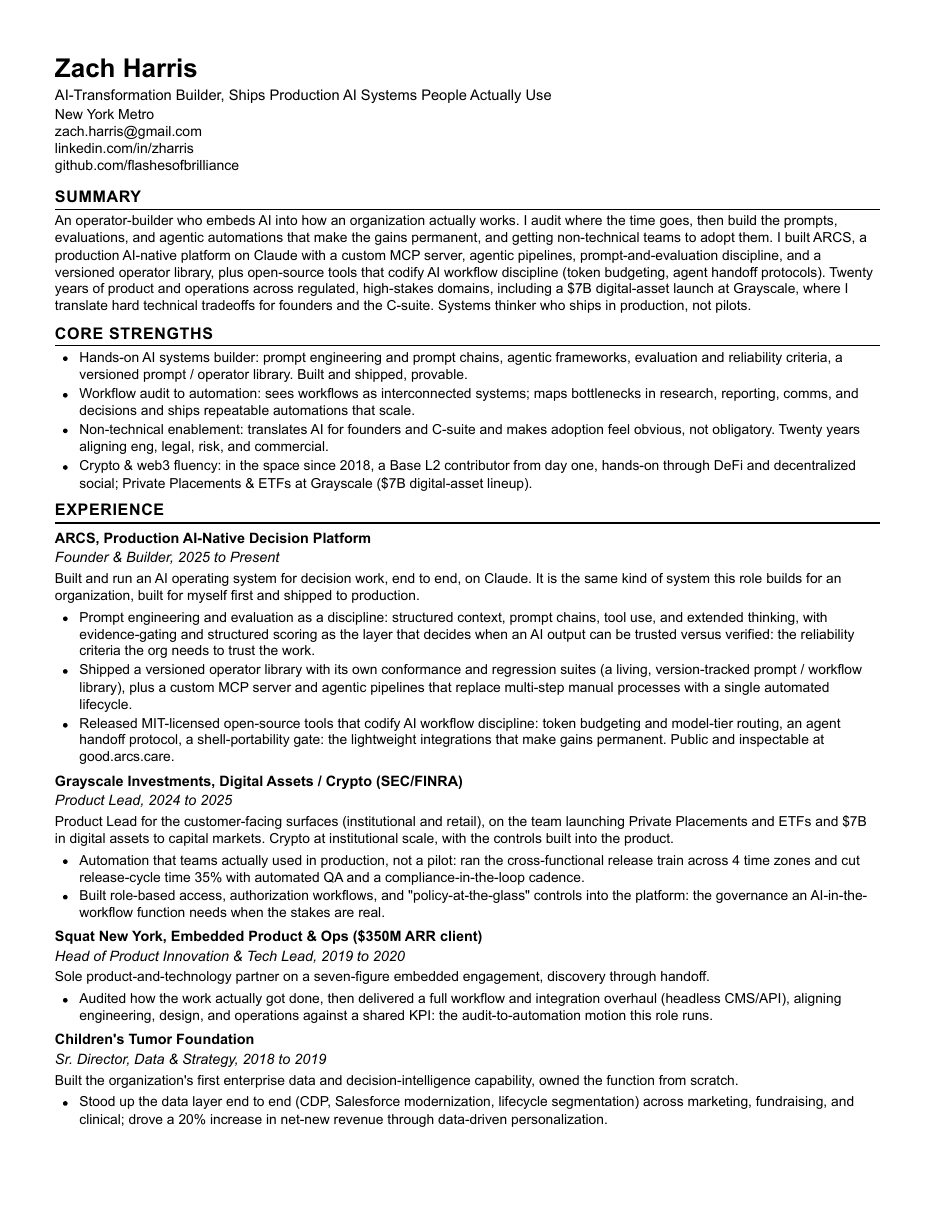 Zach Harris
AI-Transformation Builder, Ships Production AI Systems People Actually Use
New York Metro
zach.harris@gmail.com
linkedin.com/in/zharris
github.com/flashesofbrilliance
SUMMARY
An operator-builder who embeds AI into how an organization actually works. I audit where the time goes, then build the prompts,
evaluations, and agentic automations that make the gains permanent, and getting non-technical teams to adopt them. I built ARCS, a
production AI-native platform on Claude with a custom MCP server, agentic pipelines, prompt-and-evaluation discipline, and a
versioned operator library, plus open-source tools that codify AI workflow discipline (token budgeting, agent handoff protocols). Twenty
years of product and operations across regulated, high-stakes domains, including a $7B digital-asset launch at Grayscale, where I
translate hard technical tradeoffs for founders and the C-suite. Systems thinker who ships in production, not pilots.
CORE STRENGTHS
• Hands-on AI systems builder: prompt engineering and prompt chains, agentic frameworks, evaluation and reliability criteria, a
versioned prompt / operator library. Built and shipped, provable.
• Workflow audit to automation: sees workflows as interconnected systems; maps bottlenecks in research, reporting, comms, and
decisions and ships repeatable automations that scale.
• Non-technical enablement: translates AI for founders and C-suite and makes adoption feel obvious, not obligatory. Twenty years
aligning eng, legal, risk, and commercial.
• Crypto & web3 fluency: in the space since 2018, a Base L2 contributor from day one, hands-on through DeFi and decentralized
social; Private Placements & ETFs at Grayscale ($7B digital-asset lineup).
EXPERIENCE
ARCS, Production AI-Native Decision Platform
Founder & Builder, 2025 to Present
Built and run an AI operating system for decision work, end to end, on Claude. It is the same kind of system this role builds for an
organization, built for myself first and shipped to production.
• Prompt engineering and evaluation as a discipline: structured context, prompt chains, tool use, and extended thinking, with
evidence-gating and structured scoring as the layer that decides when an AI output can be trusted versus verified: the reliability
criteria the org needs to trust the work.
• Shipped a versioned operator library with its own conformance and regression suites (a living, version-tracked prompt / workflow
library), plus a custom MCP server and agentic pipelines that replace multi-step manual processes with a single automated
lifecycle.
• Released MIT-licensed open-source tools that codify AI workflow discipline: token budgeting and model-tier routing, an agent
handoff protocol, a shell-portability gate: the lightweight integrations that make gains permanent. Public and inspectable at
good.arcs.care.
Grayscale Investments, Digital Assets / Crypto (SEC/FINRA)
Product Lead, 2024 to 2025
Product Lead for the customer-facing surfaces (institutional and retail), on the team launching Private Placements and ETFs and $7B
in digital assets to capital markets. Crypto at institutional scale, with the controls built into the product.
• Automation that teams actually used in production, not a pilot: ran the cross-functional release train across 4 time zones and cut
release-cycle time 35% with automated QA and a compliance-in-the-loop cadence.
• Built role-based access, authorization workflows, and "policy-at-the-glass" controls into the platform: the governance an AI-in-the-
workflow function needs when the stakes are real.
Squat New York, Embedded Product & Ops ($350M ARR client)
Head of Product Innovation & Tech Lead, 2019 to 2020
Sole product-and-technology partner on a seven-figure embedded engagement, discovery through handoff.
• Audited how the work actually got done, then delivered a full workflow and integration overhaul (headless CMS/API), aligning
engineering, design, and operations against a shared KPI: the audit-to-automation motion this role runs.
Children's Tumor Foundation
Sr. Director, Data & Strategy, 2018 to 2019
Built the organization's first enterprise data and decision-intelligence capability, owned the function from scratch.
• Stood up the data layer end to end (CDP, Salesforce modernization, lifecycle segmentation) across marketing, fundraising, and
clinical; drove a 20% increase in net-new revenue through data-driven personalization.